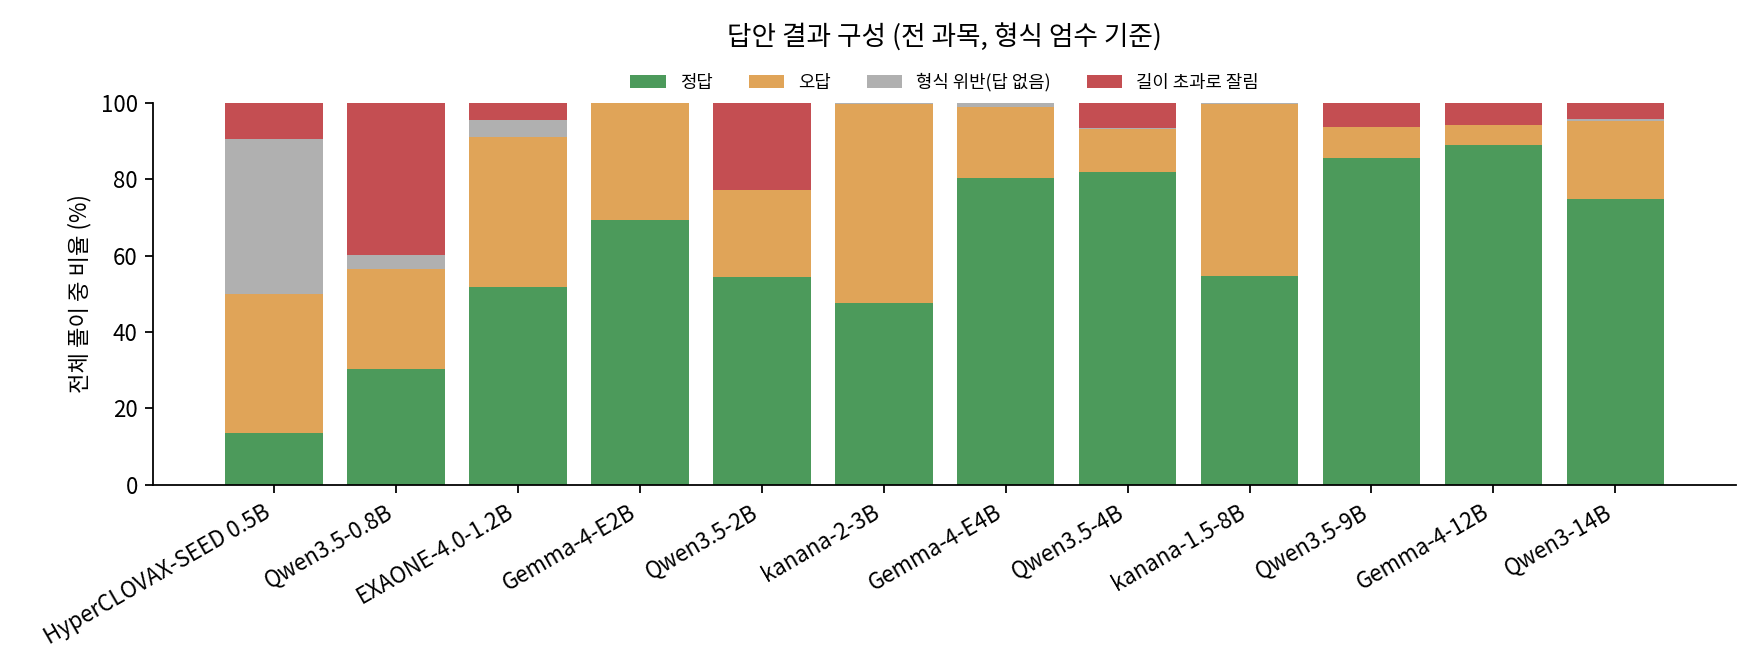 답안 결과 구성 (전 과목, 형식 엄수 기준)
정답 오답 형식 위반(답 없음) 길이 초과로 잘림
전체 풀이 중 비율 (%)
100
80
60
40
20
0
HyperCLOVAX-SEED 0.5B
Qwen3.5-0.8B
EXAONE-4.0-1.2B
Gemma-4-E2B
Qwen3.5-2B
kanana-2-3B
Gemma-4-E4B
Qwen3.5-4B
kanana-1.5-8B
Qwen3.5-9B
Gemma-4-12B
Qwen3-14B